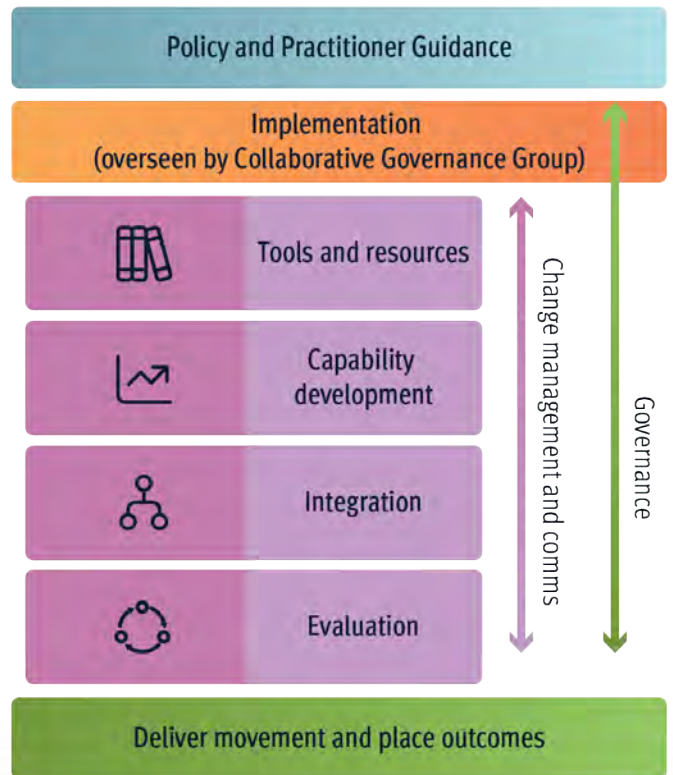 Policy and Practitioner Guidance
Implementation
(overseen by Collaborative Governance Group)
Tools and resources
Capability
development
Integration
Evaluation
Change management and comms
Governance
Deliver movement and place outcomes